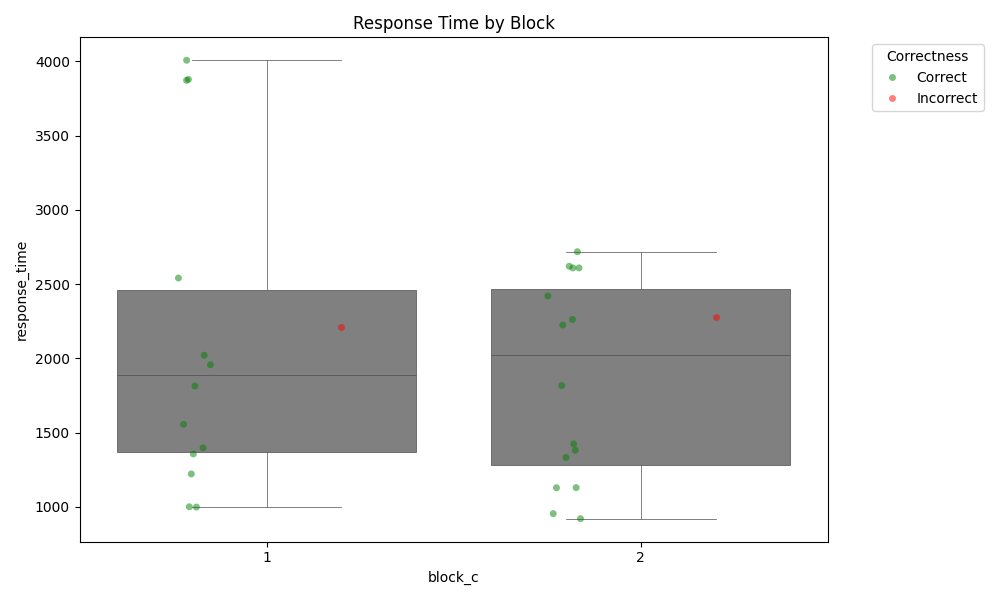 Response Time by Block
Correctness
Correct
Incorrect
4000
3500
3000
2500
2000
1500
1000
response_time
1
2
block_c